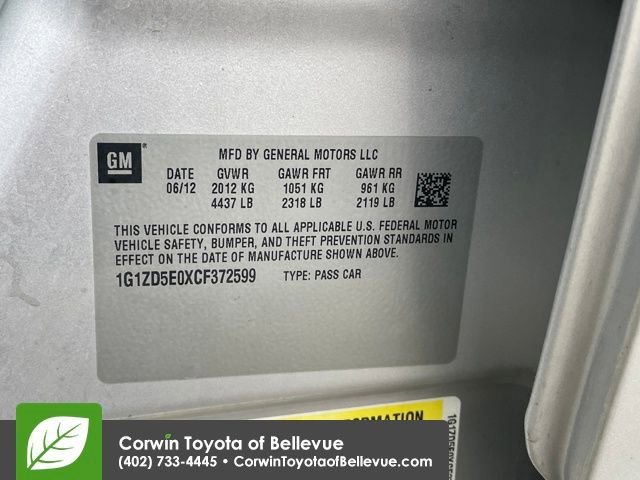 GM
MFD BY GENERAL MOTORS LLC
DATE GVWR GAWR FRT GAWR RR
06/12 2012 KG 1051 KG 961 KG
4437 LB 2318 LB 2119 LB
THIS VEHICLE CONFORMS TO ALL APPLICABLE U.S. FEDERAL MOTOR
VEHICLE SAFETY, BUMPER, AND THEFT PREVENTION STANDARDS IN
EFFECT ON THE DATE OF MANUFACTURE SHOWN ABOVE.
1G1ZD5E0XCF372599 TYPE: PASS CAR
Corwin Toyota of Bellevue
(402) 733-4445 • CorwinToyotaofBellevue.com